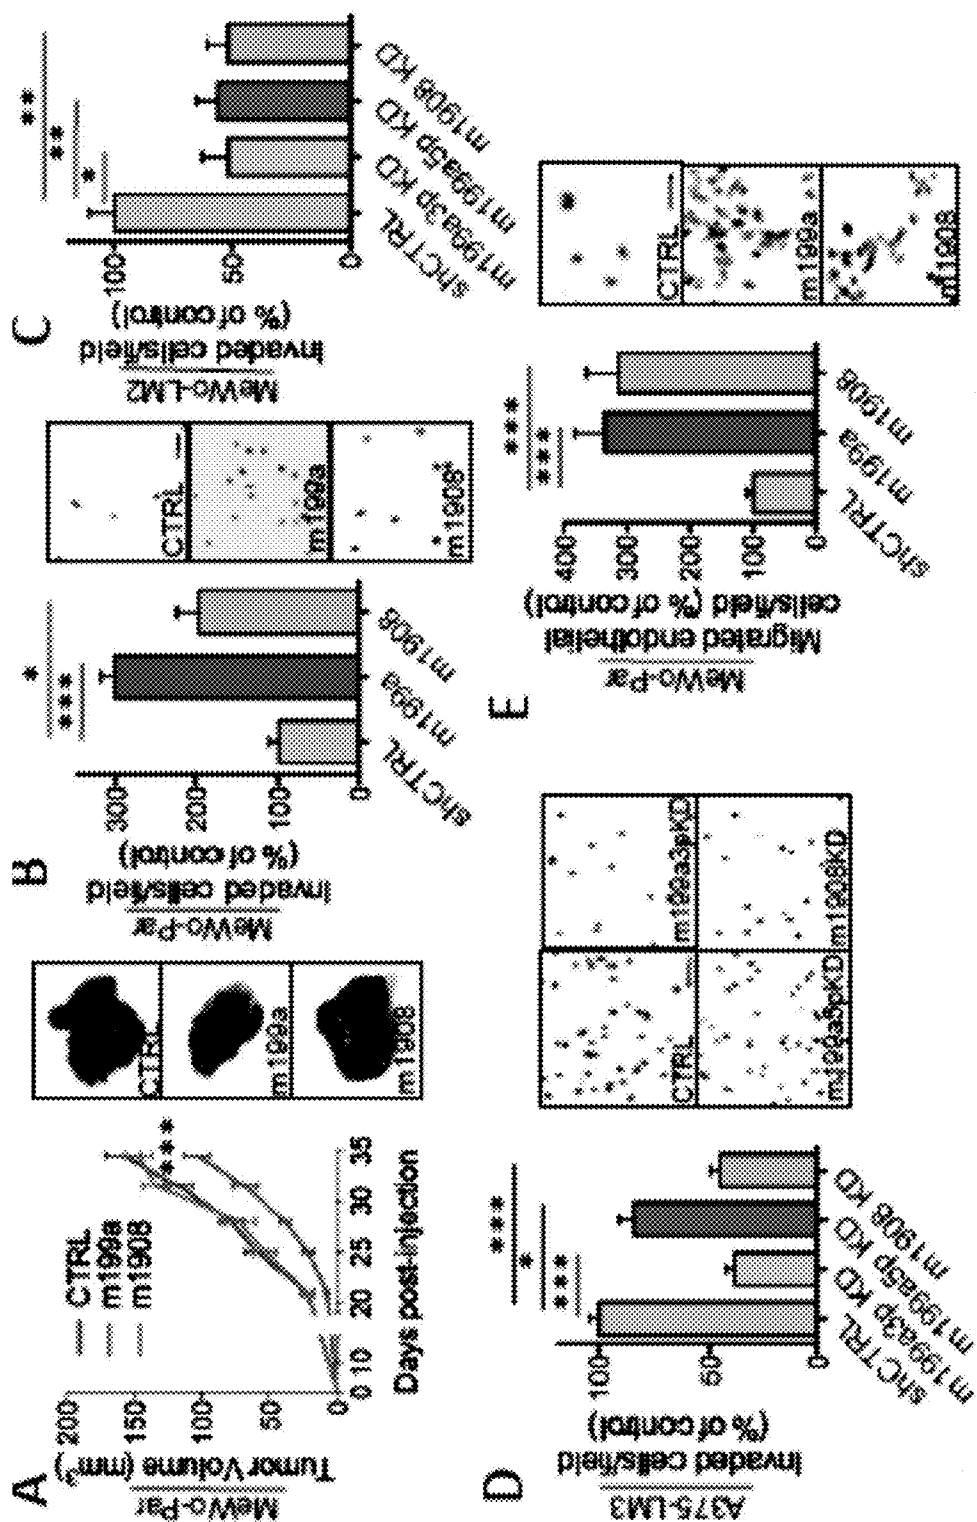 A
MeWo-Par
Tumor Volume (mm³)
200
150
100
50
0
CTRL
m199a
m1908
***
0 10 20 25 30 35
Days post-injection
CTRL
m199a
m1908
B
MeWo-Par
Invaded cells/field
(% of control)
300
200
100
0
*
***
shCTRL
m199a
m1908
CTRL
m199a
m1908
C
MeWo-LM2
Invaded cells/field
(% of control)
100
50
0
**
**
*
shCTRL
m199a3p KD
m199a5p KD
m1908 KD
D
A375-LM3
Invaded cells/field
(% of control)
100
50
0
***
*
***
shCTRL
m199a3p KD
m199a5p KD
m1908 KD
CTRL
m199a3pKD
m199a5pKD
m1908KD
E
MeWo-Par
Migrated endothelial
cells/field (% of control)
400
300
200
100
0
***
***
shCTRL
m199a
m1908
CTRL
m199a
m1908